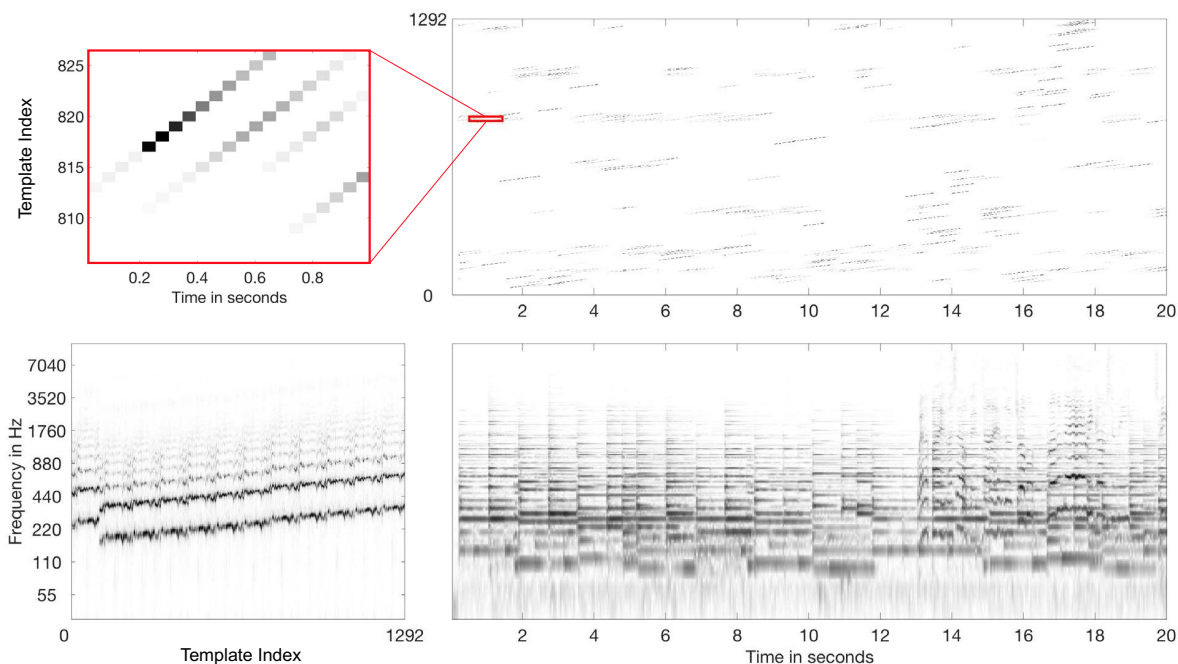 1292
825
820
815
810
Template Index
0.2 0.4 0.6 0.8
Time in seconds
0
2 4 6 8 10 12 14 16 18 20
7040
3520
1760
880
440
220
110
55
Frequency in Hz
0 1292
Template Index
2 4 6 8 10 12 14 16 18 20
Time in seconds